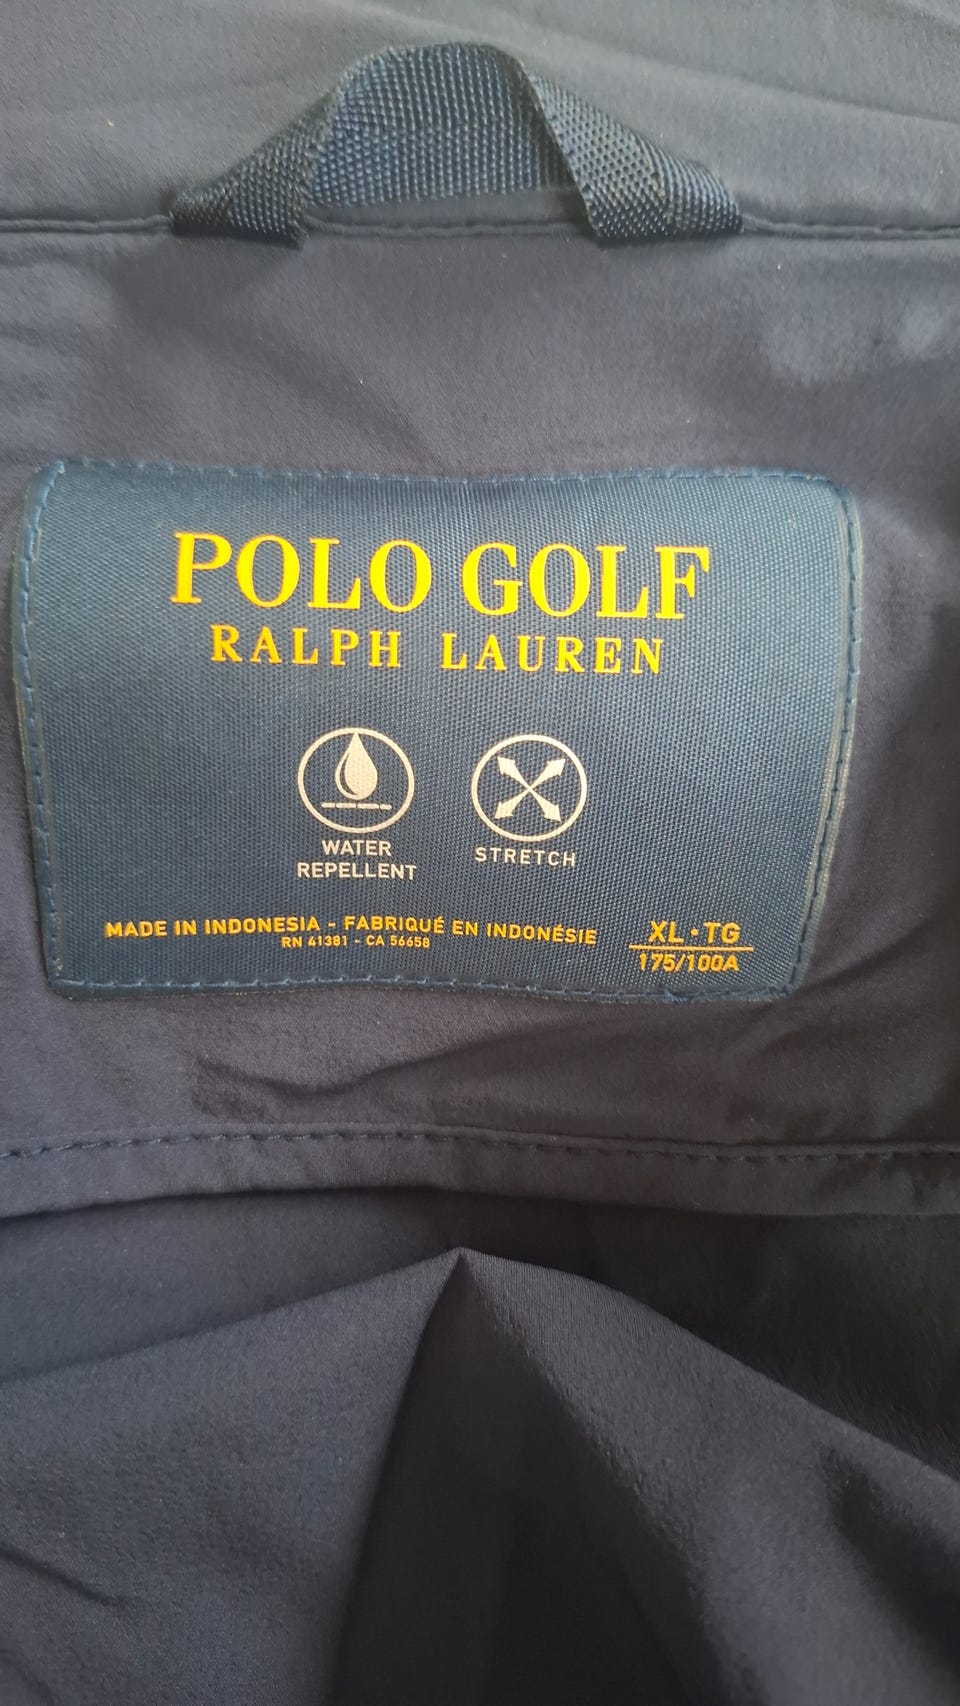 POLO GOLF
RALPH LAUREN
WATER
REPELLENT
STRETCH
MADE IN INDONESIA - FABRIQUÉ EN INDONÉSIE
RN 41381 - CA 56658
XL • TG
175/100A